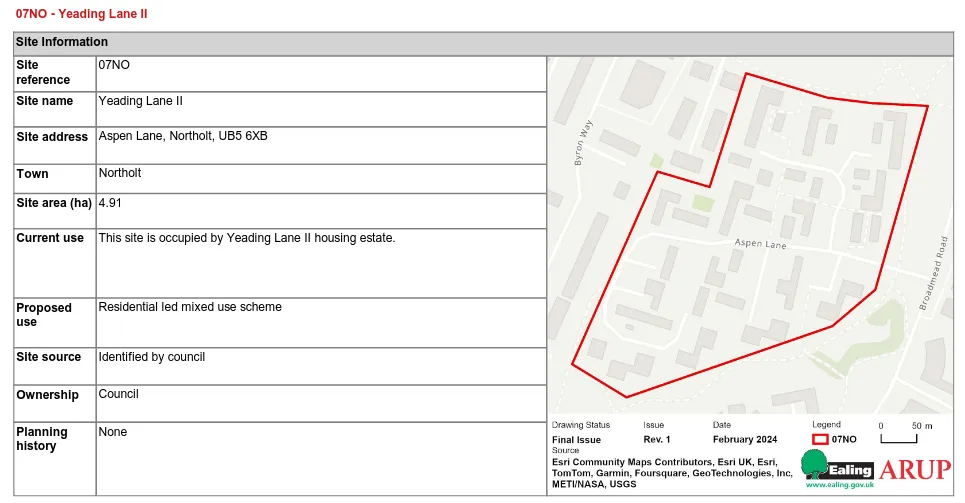 07NO - Yeading Lane II
Site Information
Site
reference
07NO
Site name
Yeading Lane II
Site address
Aspen Lane, Northolt, UB5 6XB
Town
Northolt
Site area (ha)
4.91
Current use
This site is occupied by Yeading Lane II housing estate.
Proposed
use
Residential led mixed use scheme
Site source
Identified by council
Ownership
Council
Planning
history
None
Byron Way
Aspen Lane
Broadmead Road
Drawing Status
Issue
Date
Legend
0 50 m
Final Issue
Rev. 1
February 2024
07NO
Source
Esri Community Maps Contributors, Esri UK, Esri,
TomTom, Garmin, Foursquare, GeoTechnologies, Inc,
METI/NASA, USGS
Ealing
www.ealing.gov.uk
ARUP